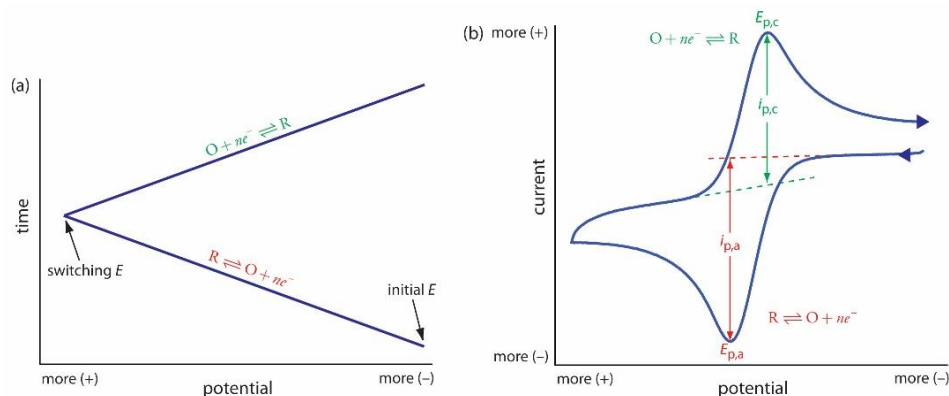 (a)
time
O + ne⁻ ⇌ R
switching E
R ⇌ O + ne⁻
initial E
more (+)
potential
more (–)
(b)
more (+)
current
more (–)
O + ne⁻ ⇌ R
Ep,c
ip,c
ip,a
R ⇌ O + ne⁻
Ep,a
more (+)
potential
more (–)